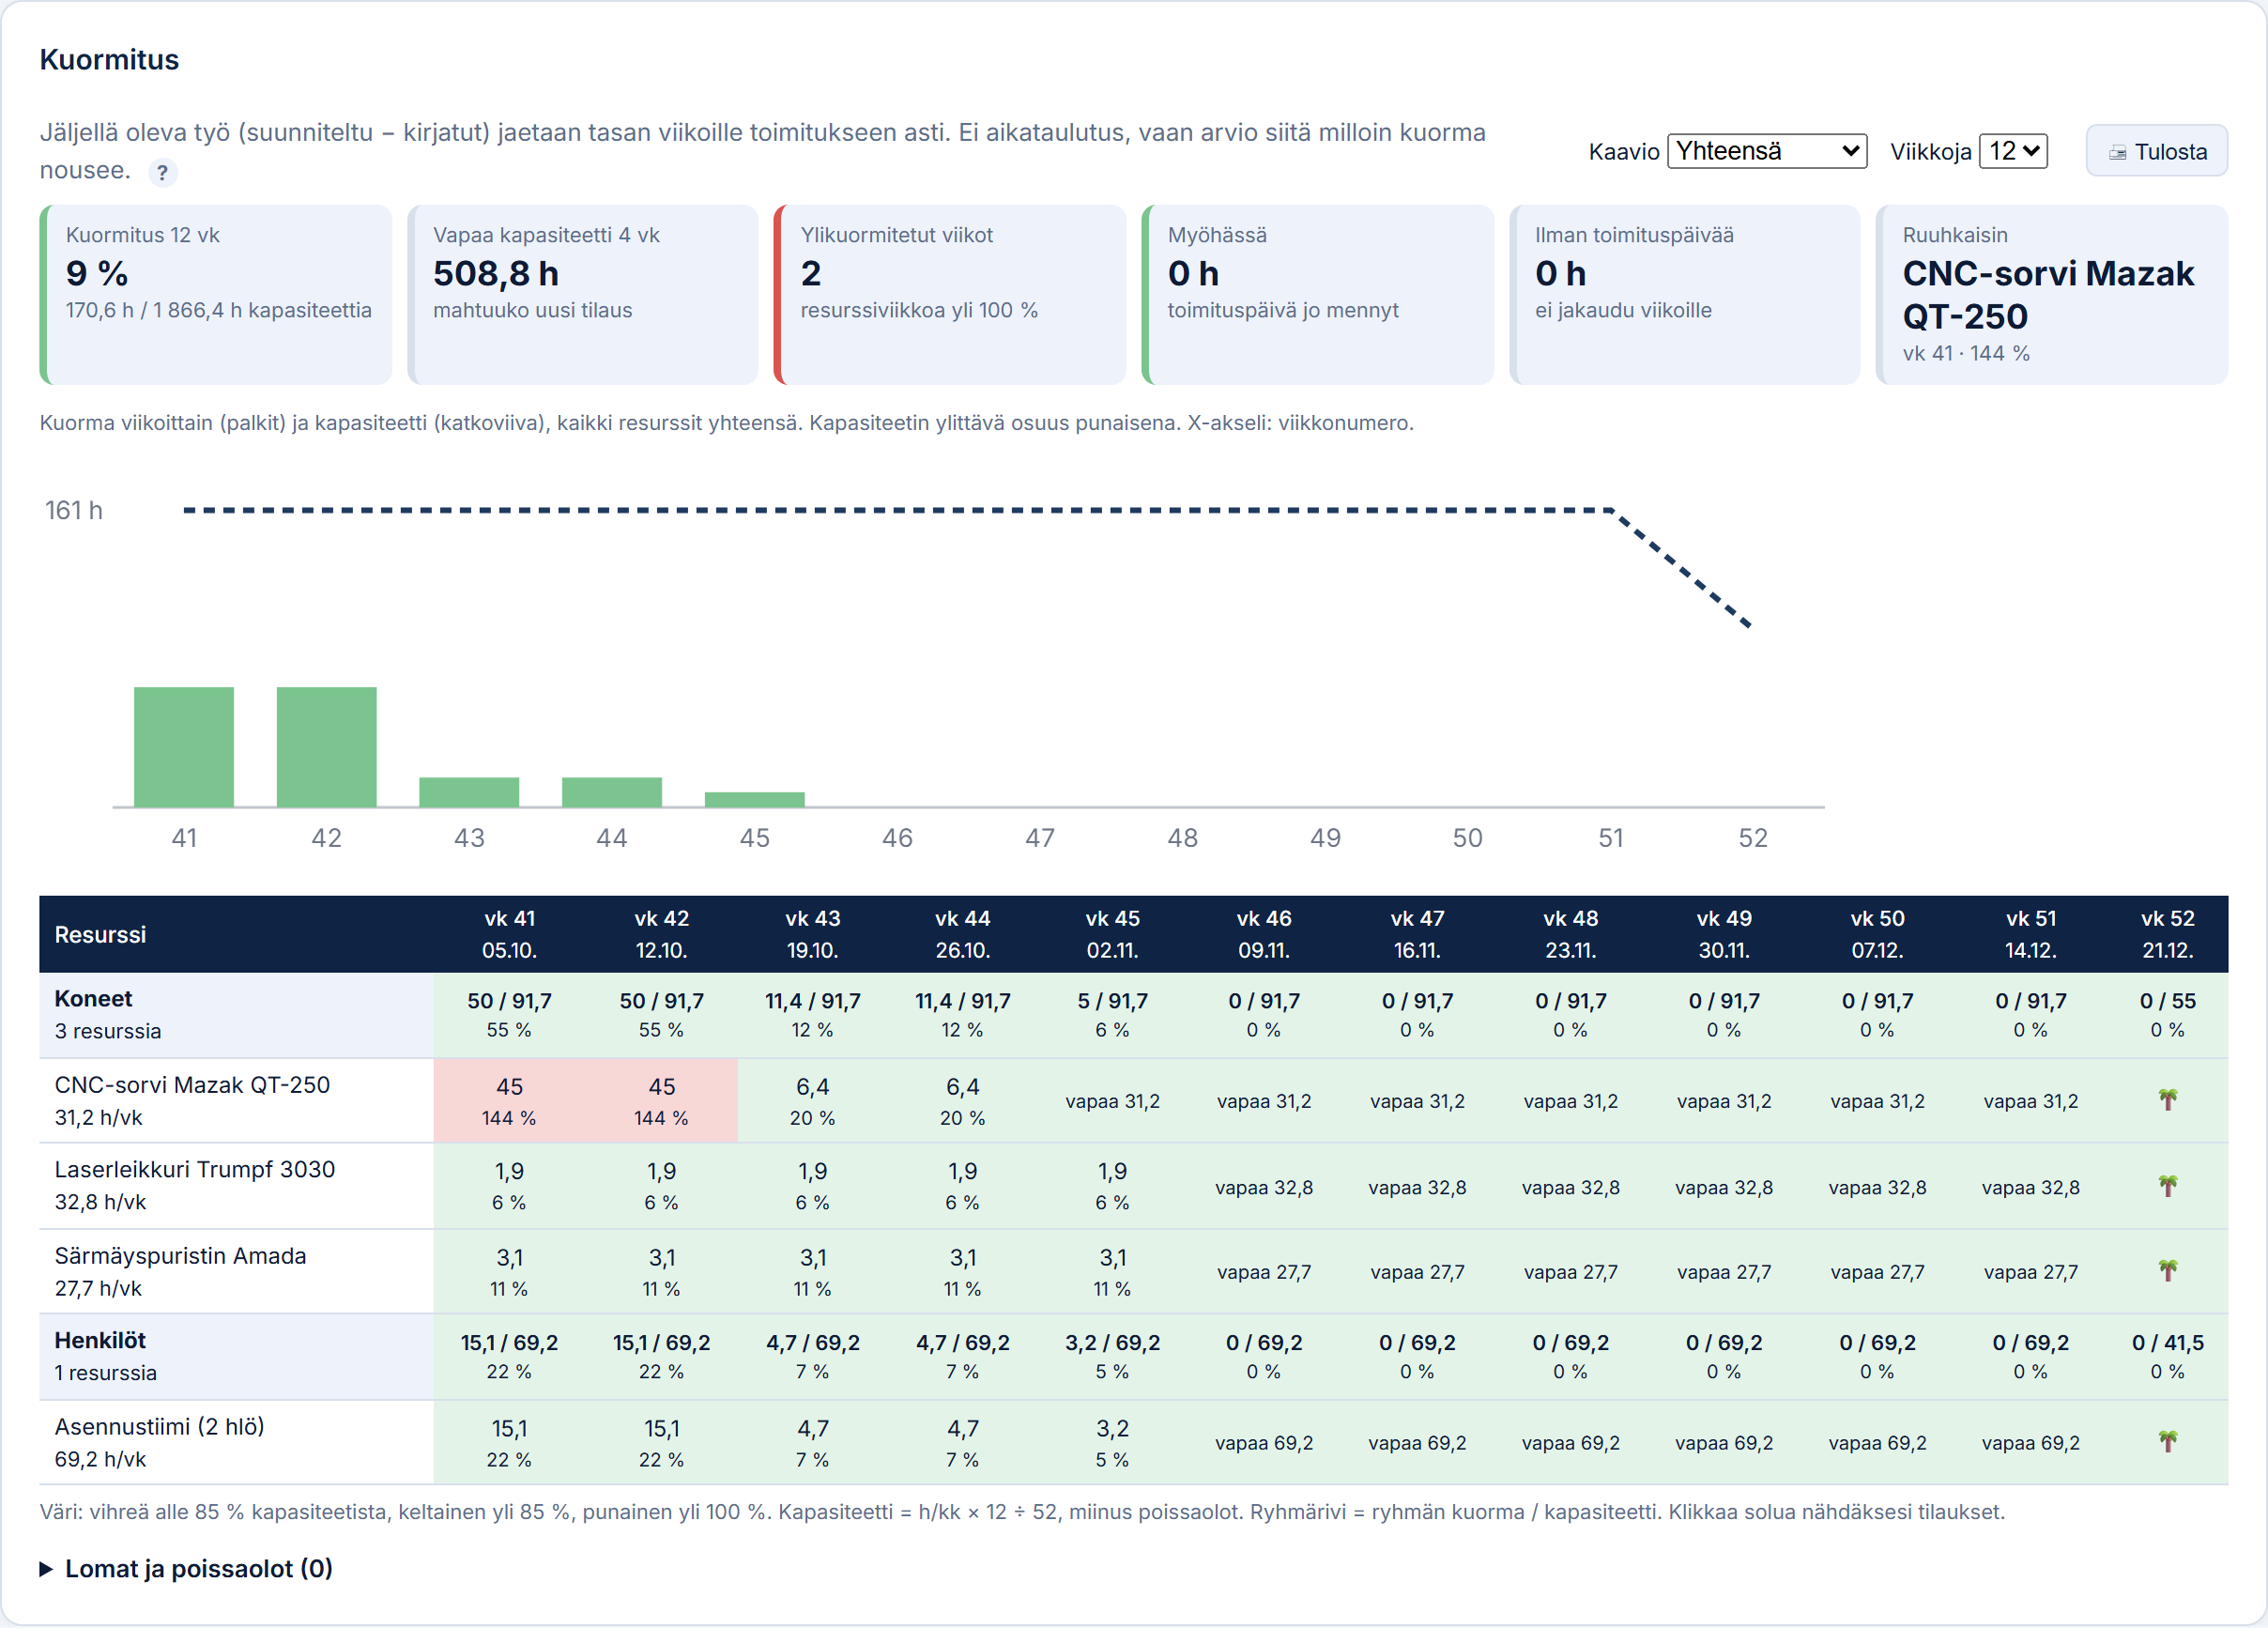 Kuormitus
Jäljellä oleva työ (suunniteltu – kirjatut) jaetaan tasan viikoille toimitukseen asti. Ei aikataulutus, vaan arvio siitä milloin kuorma
nousee. ?
Kaavio Yhteensä Viikkoja 12 Tulosta
Kuormitus 12 vk
9 %
170,6 h / 1 866,4 h kapasiteettia
Vapaa kapasiteetti 4 vk
508,8 h
mahtuuko uusi tilaus
Ylikuormitetut viikot
2
resurssiviikkoa yli 100 %
Myöhässä
0 h
toimituspäivä jo mennyt
Ilman toimituspäivää
0 h
ei jakaudu viikoille
Ruuhkaisin
CNC-sorvi Mazak
QT-250
vk 41 · 144 %
Kuorma viikoittain (palkit) ja kapasiteetti (katkoviiva), kaikki resurssit yhteensä. Kapasiteetin ylittävä osuus punaisena. X-akseli: viikkonumero.
161 h
41 42 43 44 45 46 47 48 49 50 51 52
Resurssi
vk 41 vk 42 vk 43 vk 44 vk 45 vk 46 vk 47 vk 48 vk 49 vk 50 vk 51 vk 52
05.10. 12.10. 19.10. 26.10. 02.11. 09.11. 16.11. 23.11. 30.11. 07.12. 14.12. 21.12.
Koneet 50 / 91,7 50 / 91,7 11,4 / 91,7 11,4 / 91,7 5 / 91,7 0 / 91,7 0 / 91,7 0 / 91,7 0 / 91,7 0 / 91,7 0 / 91,7 0 / 55
3 resurssia 55 % 55 % 12 % 12 % 6 % 0 % 0 % 0 % 0 % 0 % 0 % 0 %
CNC-sorvi Mazak QT-250 45 45 6,4 6,4 vapaa 31,2 vapaa 31,2 vapaa 31,2 vapaa 31,2 vapaa 31,2 vapaa 31,2 vapaa 31,2
31,2 h/vk 144 % 144 % 20 % 20 %
Laserleikkuri Trumpf 3030 1,9 1,9 1,9 1,9 1,9 vapaa 32,8 vapaa 32,8 vapaa 32,8 vapaa 32,8 vapaa 32,8 vapaa 32,8
32,8 h/vk 6 % 6 % 6 % 6 % 6 %
Särmäyspuristin Amada 3,1 3,1 3,1 3,1 3,1 vapaa 27,7 vapaa 27,7 vapaa 27,7 vapaa 27,7 vapaa 27,7 vapaa 27,7
27,7 h/vk 11 % 11 % 11 % 11 % 11 %
Henkilöt 15,1 / 69,2 15,1 / 69,2 4,7 / 69,2 4,7 / 69,2 3,2 / 69,2 0 / 69,2 0 / 69,2 0 / 69,2 0 / 69,2 0 / 69,2 0 / 69,2 0 / 41,5
1 resurssia 22 % 22 % 7 % 7 % 5 % 0 % 0 % 0 % 0 % 0 % 0 % 0 %
Asennustiimi (2 hlö) 15,1 15,1 4,7 4,7 3,2 vapaa 69,2 vapaa 69,2 vapaa 69,2 vapaa 69,2 vapaa 69,2 vapaa 69,2
69,2 h/vk 22 % 22 % 7 % 7 % 5 %
Väri: vihreä alle 85 % kapasiteetista, keltainen yli 85 %, punainen yli 100 %. Kapasiteetti = h/kk × 12 ÷ 52, miinus poissaolot. Ryhmärivi = ryhmän kuorma / kapasiteetti. Klikkaa solua nähdäksesi tilaukset.
Lomat ja poissaolot (0)